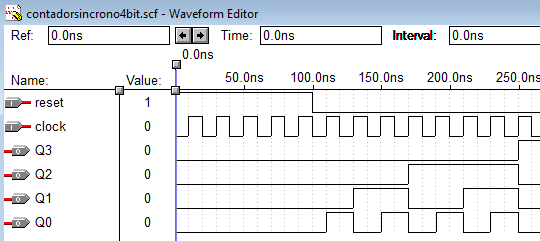 contadorsincrono4bit.scf - Waveform Editor
Ref: 0.0ns Time: 0.0ns Interval: 0.0ns
0.0ns
Name: Value: 50.0ns 100.0ns 150.0ns 200.0ns 250.0ns
reset 1
clock 0
Q3 0
Q2 0
Q1 0
Q0 0